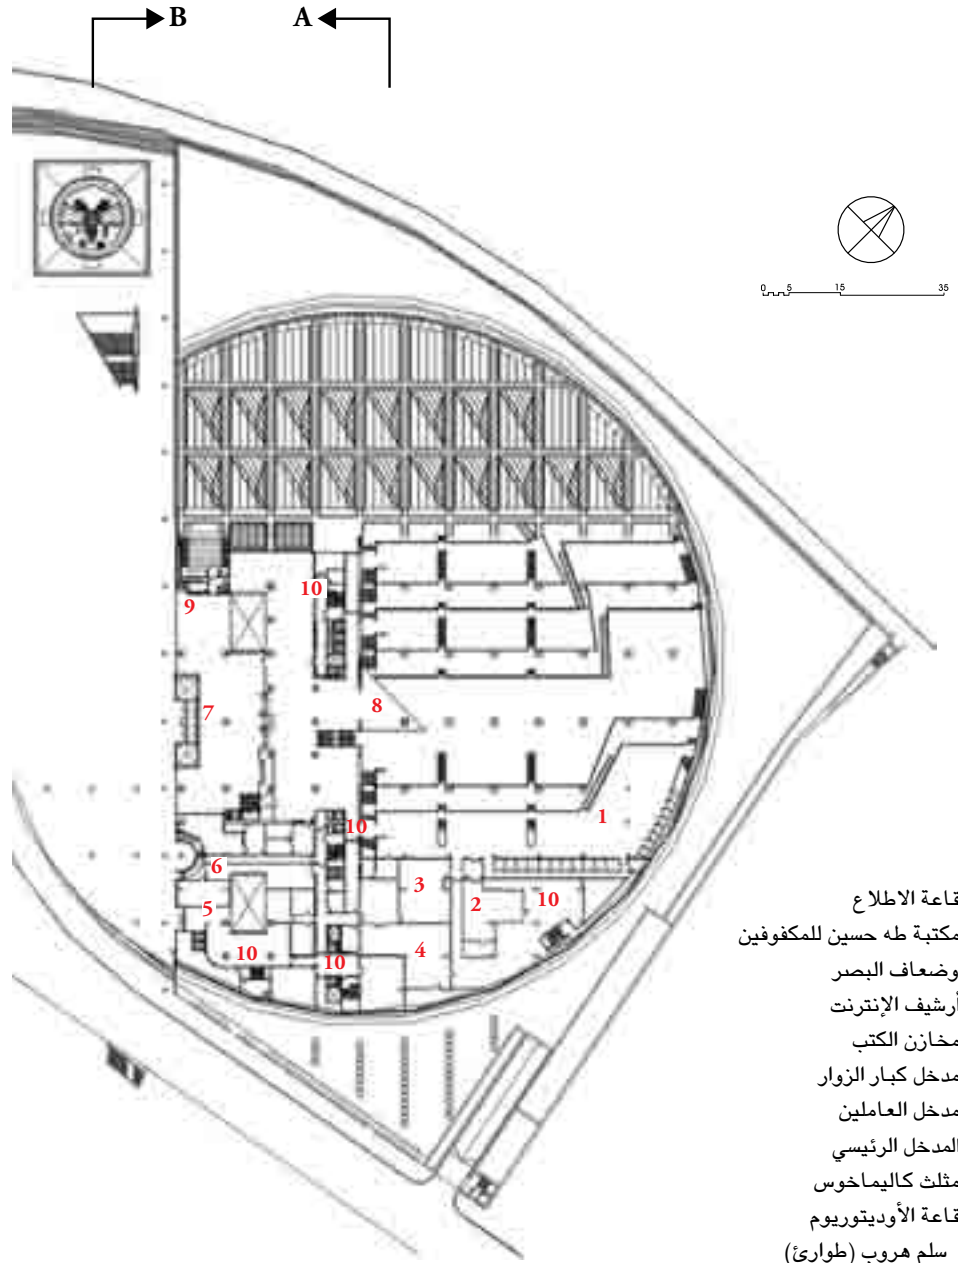 B A
0 5 15 35
10
9
8
7
1
10
6
3
2
10
5
4
10
10
قاعة الاطلاع
مكتبة طه حسين للمكفوفين
وضعاف البصر
أرشيف الإنترنت
مخازن الكتب
مدخل كبار الزوار
مدخل العاملين
المدخل الرئيسي
مثلث كاليماخوس
قاعة الأوديتوريوم
سلم هروب (طوارئ)